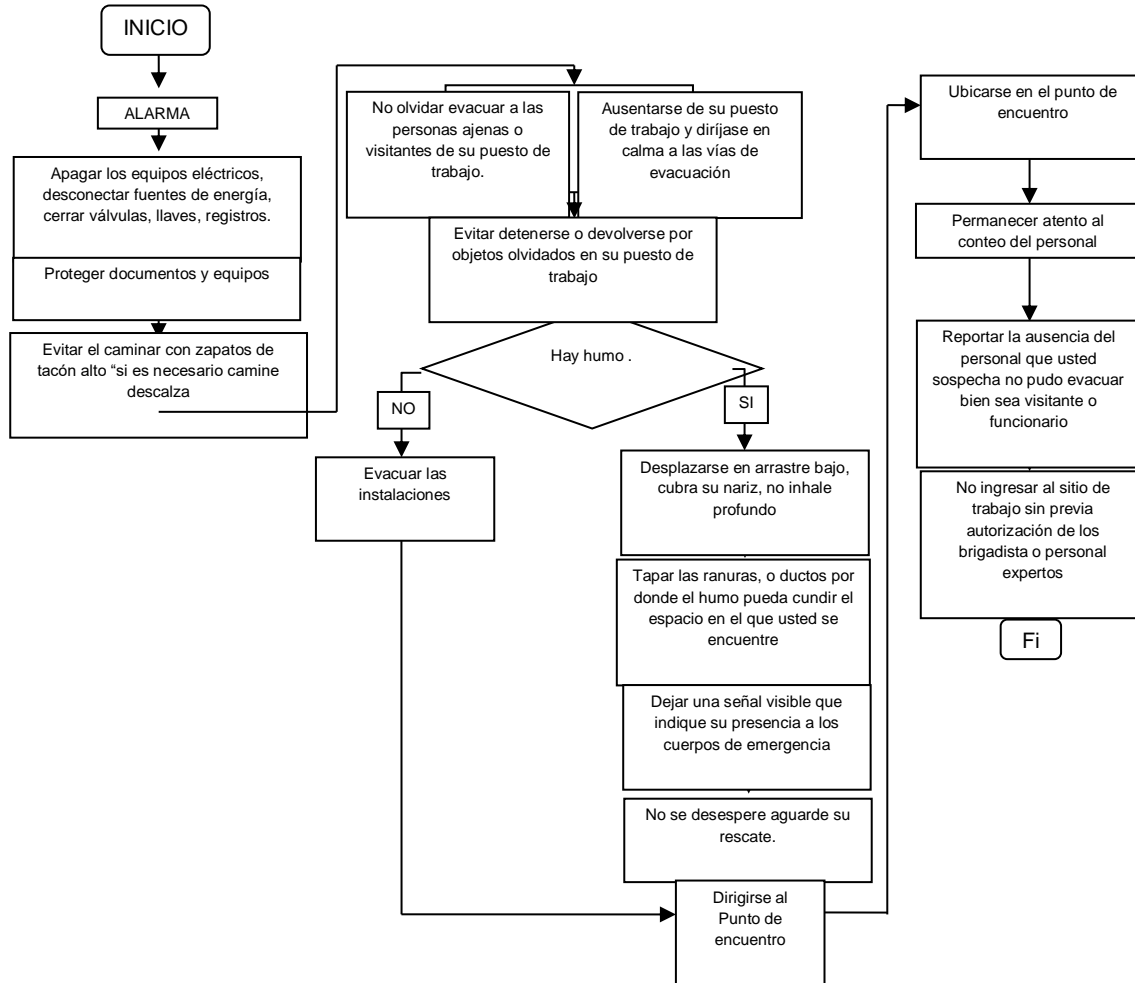 INICIO
ALARMA
Apagar los equipos eléctricos,
desconectar fuentes de energía,
cerrar válvulas, llaves, registros.
Proteger documentos y equipos
Evitar el caminar con zapatos de
tacón alto “si es necesario camine
descalza
No olvidar evacuar a las
personas ajenas o
visitantes de su puesto de
trabajo.
Ausentarse de su puesto
de trabajo y diríjase en
calma a las vías de
evacuación
Evitar detenerse o devolverse por
objetos olvidados en su puesto de
trabajo
Hay humo .
NO
SI
Evacuar las
instalaciones
Desplazarse en arrastre bajo,
cubra su nariz, no inhale
profundo
Tapar las ranuras, o ductos por
donde el humo pueda cundir el
espacio en el que usted se
encuentre
Dejar una señal visible que
indique su presencia a los
cuerpos de emergencia
No se desespere aguarde su
rescate.
Dirigirse al
Punto de
encuentro
Ubicarse en el punto de
encuentro
Permanecer atento al
conteo del personal
Reportar la ausencia del
personal que usted
sospecha no pudo evacuar
bien sea visitante o
funcionario
No ingresar al sitio de
trabajo sin previa
autorización de los
brigadista o personal
expertos
Fi